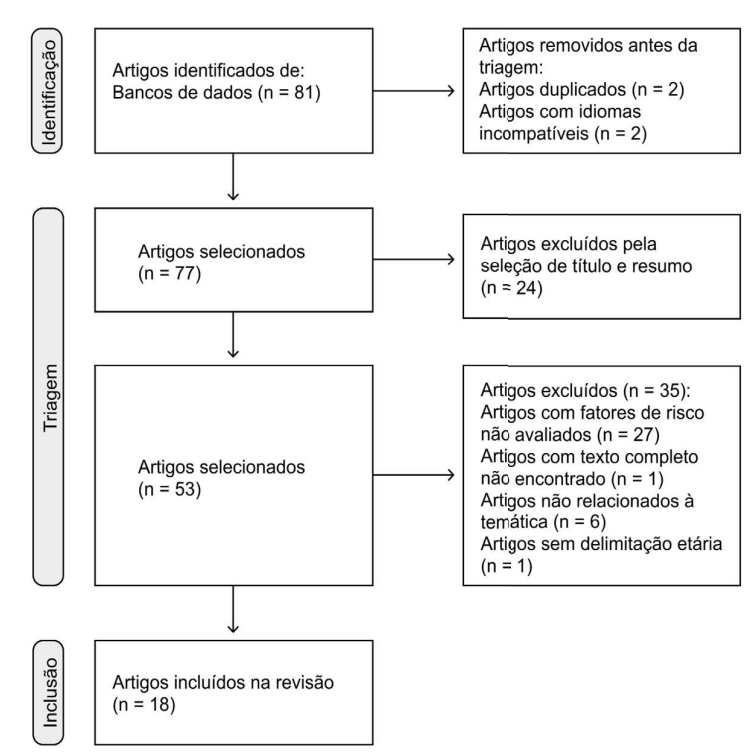 Identificação
Artigos identificados de:
Bancos de dados (n = 81)
Artigos removidos antes da
triagem:
Artigos duplicados (n = 2)
Artigos com idiomas
incompatíveis (n = 2)
Triagem
Artigos selecionados
(n = 77)
Artigos excluídos pela
seleção de título e resumo
(n = 24)
Artigos selecionados
(n = 53)
Artigos excluídos (n = 35):
Artigos com fatores de risco
não avaliados (n = 27)
Artigos com texto completo
não encontrado (n = 1)
Artigos não relacionados à
temática (n = 6)
Artigos sem delimitação etária
(n = 1)
Inclusão
Artigos incluídos na revisão
(n = 18)